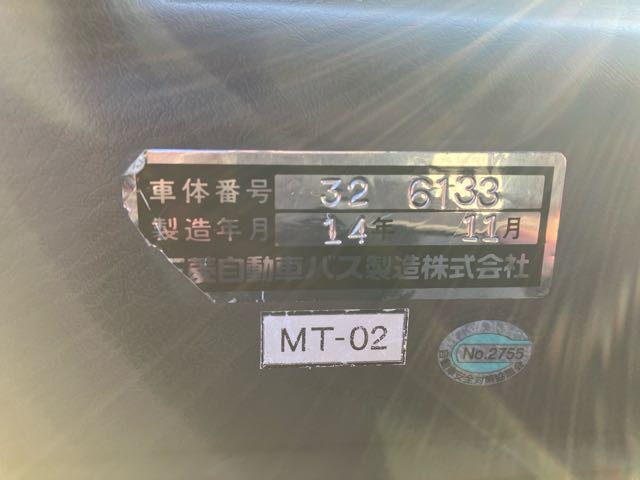 車体番号 32 6133
製造年月 14年 11月
菱自動車バス製造株式会社
MT-02
No.2755